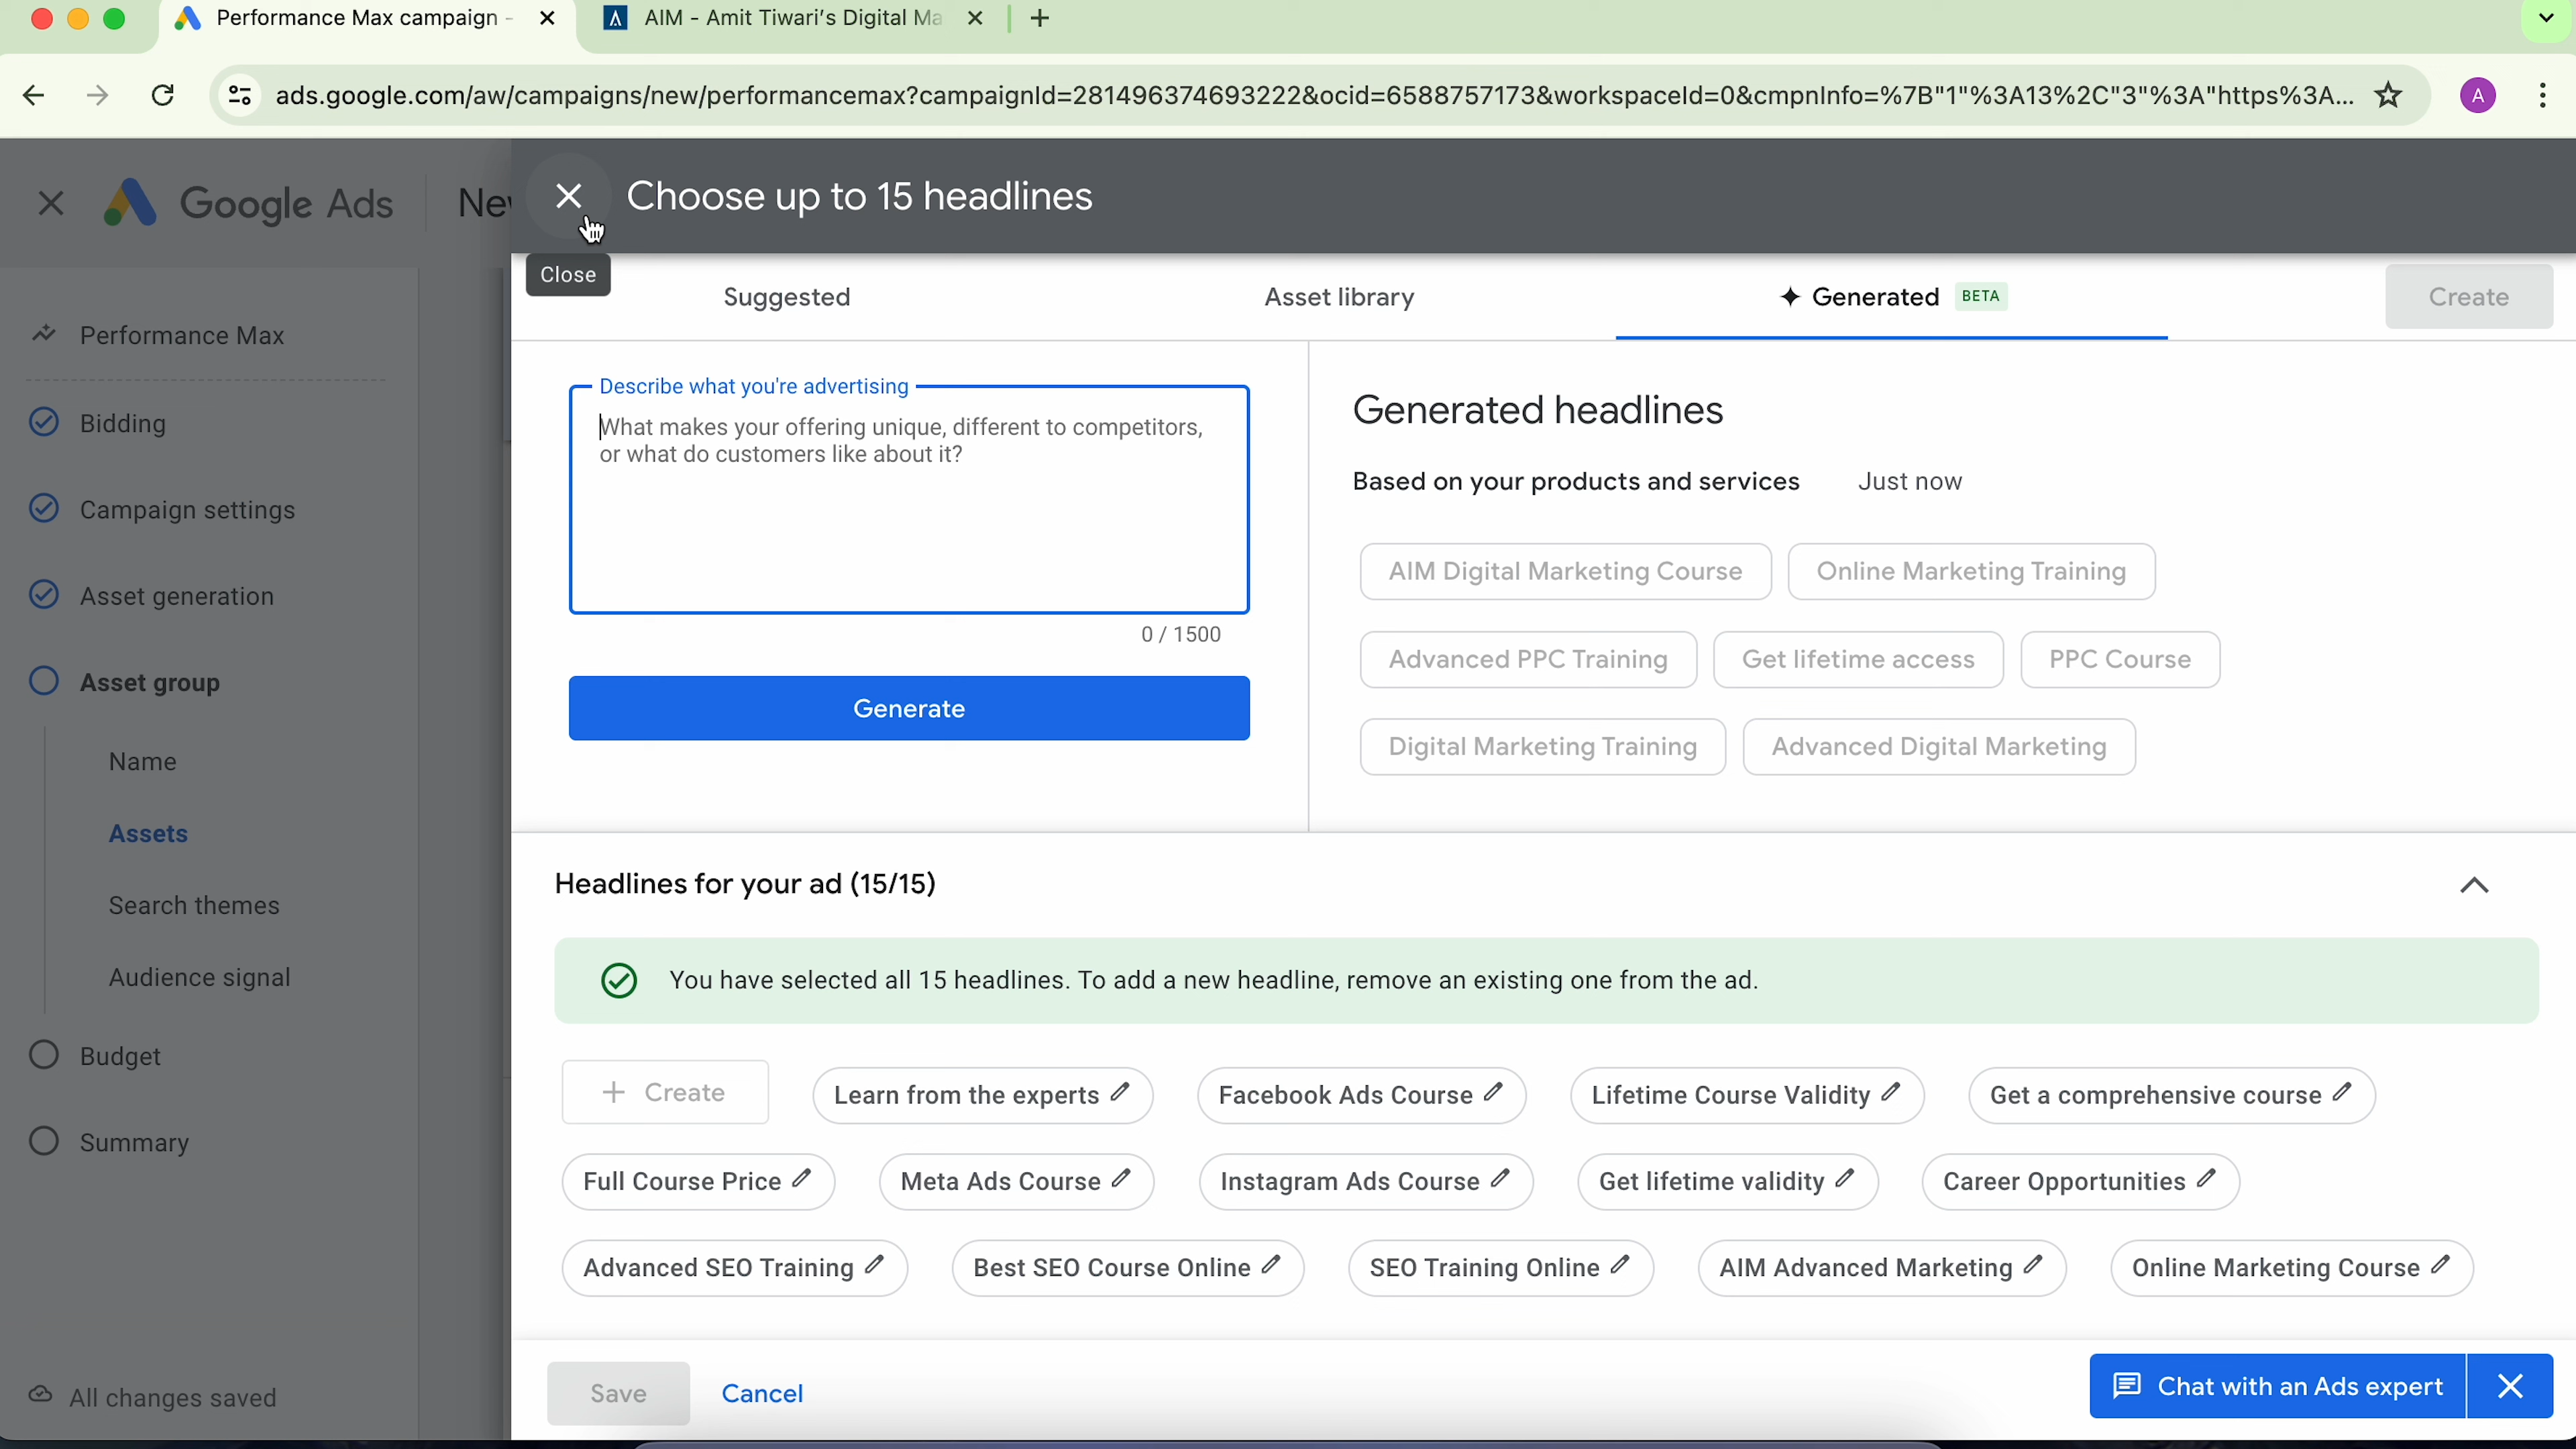 Performance Max campaign -
AIM - Amit Tiwari's Digital Ma
ads.google.com/aw/campaigns/new/performancemax?campaignId=281496374693222&ocid=6588757173&workspaceId=0&cmpnInfo=%7B"1"%3A13%2C"3"%3A"https%3A...
A
Google Ads
New
Choose up to 15 headlines
Close
Suggested
Asset library
Generated BETA
Create
Performance Max
Bidding
Campaign settings
Asset generation
Asset group
Name
Assets
Search themes
Audience signal
Budget
Summary
All changes saved
Describe what you're advertising
What makes your offering unique, different to competitors,
or what do customers like about it?
0 / 1500
Generate
Generated headlines
Based on your products and services Just now
AIM Digital Marketing Course Online Marketing Training
Advanced PPC Training Get lifetime access PPC Course
Digital Marketing Training Advanced Digital Marketing
Headlines for your ad (15/15)
You have selected all 15 headlines. To add a new headline, remove an existing one from the ad.
+ Create Learn from the experts Facebook Ads Course Lifetime Course Validity Get a comprehensive course
Full Course Price Meta Ads Course Instagram Ads Course Get lifetime validity Career Opportunities
Advanced SEO Training Best SEO Course Online SEO Training Online AIM Advanced Marketing Online Marketing Course
Save Cancel
Chat with an Ads expert